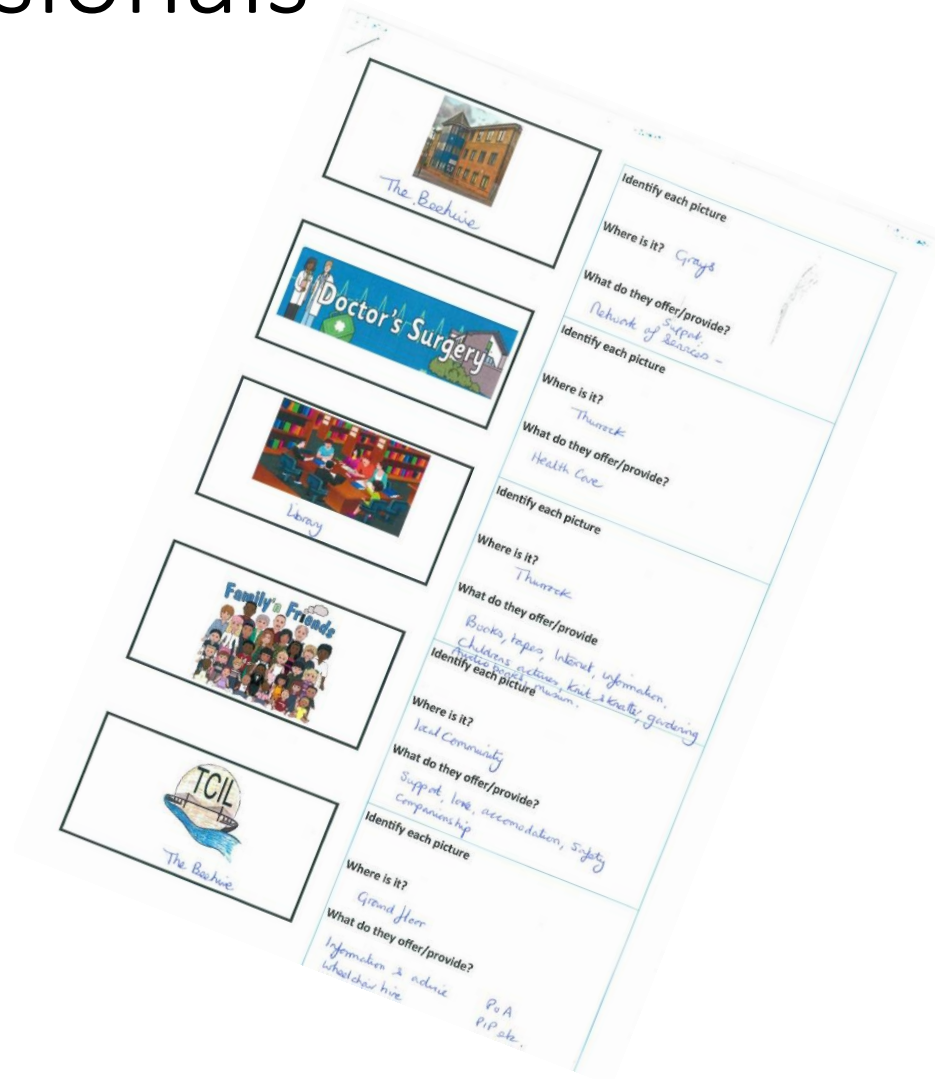 sionals
The Beehive
Identify each picture
Where is it? Grays
What do they offer/provide?
Support
Network of Services -
Doctor's Surgery
Identify each picture
Where is it?
Thurrock
What do they offer/provide?
Health Care
Library
Identify each picture
Where is it?
Thurrock
What do they offer/provide
Books, tapes, Internet, information,
Childrens actives, Knit & Knatter, gardening
Audio books, museum.
Family'n Friends
Identify each picture
Where is it?
local Community
What do they offer/provide?
Support, love, accomodation, safety
Companionship
TCIL
The Beehive
Identify each picture
Where is it?
Ground floor
What do they offer/provide?
Information & advice
wheelchair hire
PoA
PiP etc.